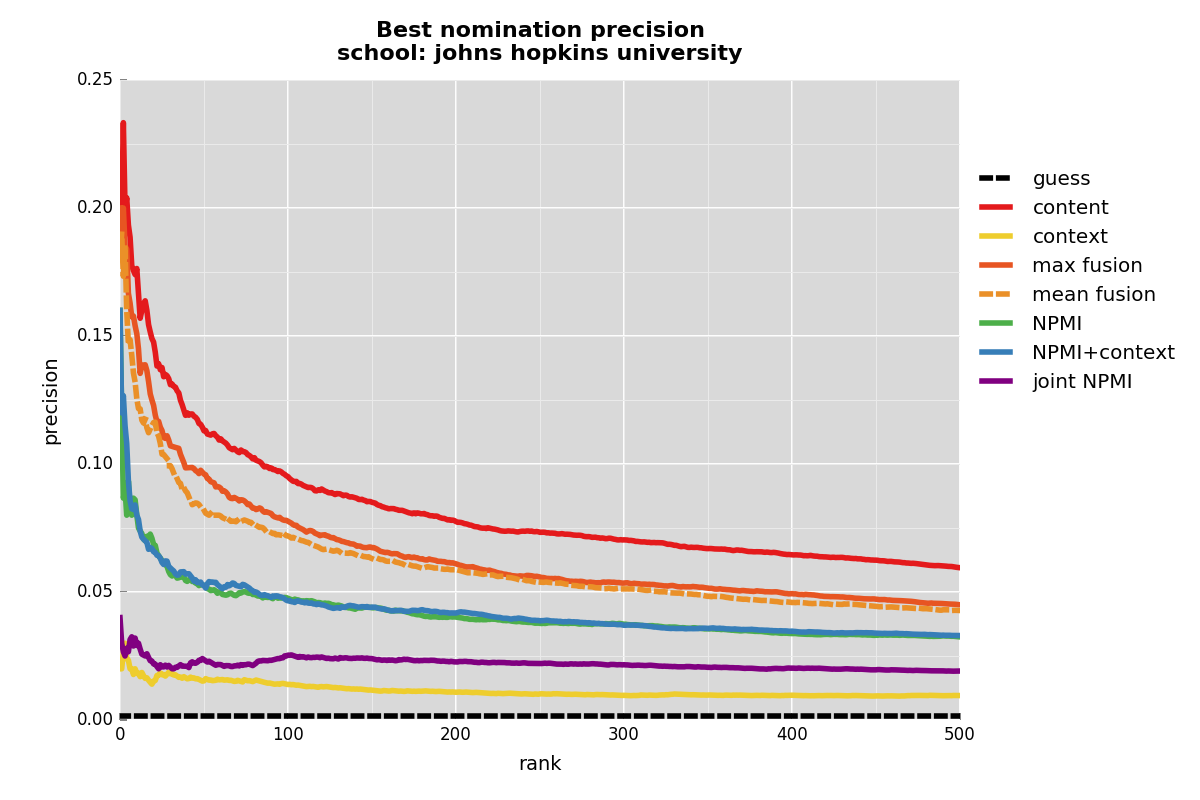 Best nomination precision
school: johns hopkins university
0.25
0.20
0.15
0.10
0.05
0.00
precision
0 100 200 300 400 500
rank
guess
content
context
max fusion
mean fusion
NPMI
NPMI+context
joint NPMI